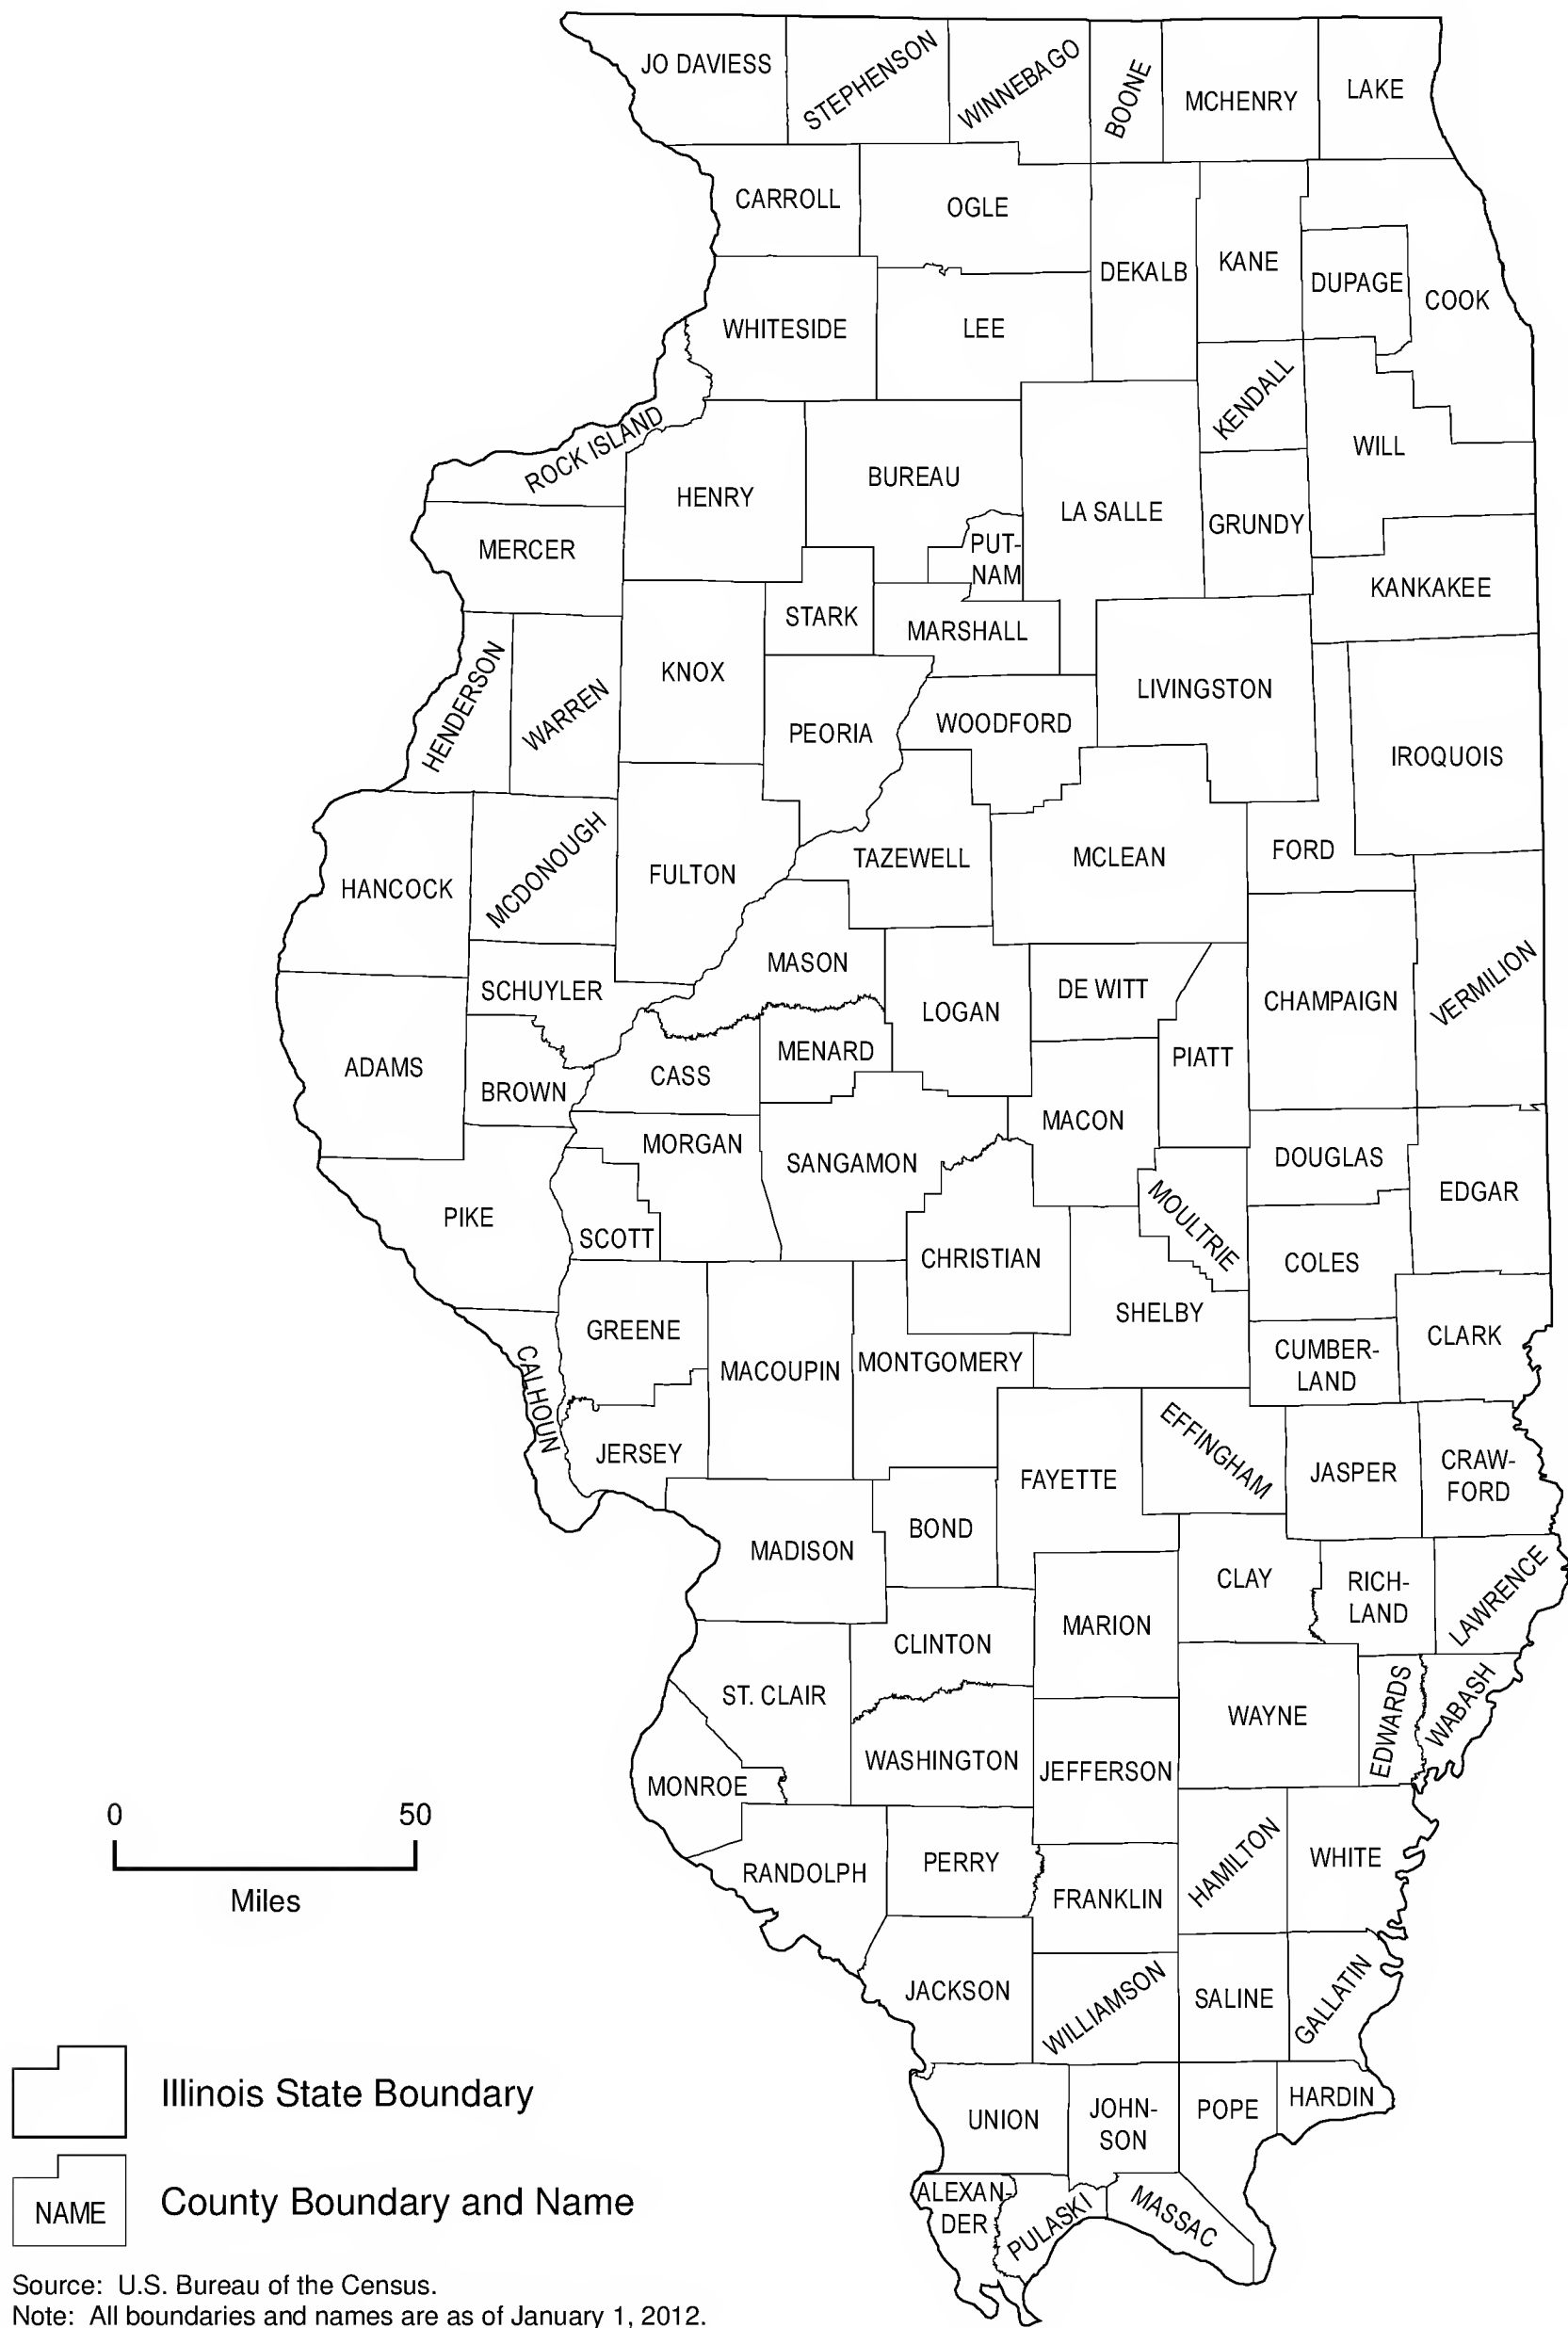 JO DAVIESS
STEPHENSON
WINNEBAGO
BOONE
MCHENRY
LAKE
CARROLL
OGLE
DEKALB
KANE
DUPAGE
COOK
WHITESIDE
LEE
KENDALL
WILL
ROCK ISLAND
HENRY
BUREAU
LA SALLE
GRUNDY
MERCER
PUT-
NAM
KANKAKEE
STARK
MARSHALL
HENDERSON
WARREN
KNOX
PEORIA
WOODFORD
LIVINGSTON
IROQUOIS
HANCOCK
MCDONOUGH
FULTON
TAZEWELL
MCLEAN
FORD
SCHUYLER
MASON
LOGAN
DE WITT
CHAMPAIGN
VERMILION
ADAMS
BROWN
CASS
MENARD
PIATT
MACON
MORGAN
SANGAMON
DOUGLAS
EDGAR
PIKE
SCOTT
CHRISTIAN
MOULTRIE
COLES
SHELBY
GREENE
CALHOUN
MACOUPIN
MONTGOMERY
CUMBER-
LAND
CLARK
JERSEY
FAYETTE
EFFINGHAM
JASPER
CRAW-
FORD
MADISON
BOND
CLAY
RICH-
LAND
LAWRENCE
CLINTON
MARION
ST. CLAIR
WAYNE
EDWARDS
WABASH
WASHINGTON
JEFFERSON
MONROE
RANDOLPH
PERRY
FRANKLIN
HAMILTON
WHITE
JACKSON
WILLIAMSON
SALINE
GALLATIN
UNION
JOHN-
SON
POPE
HARDIN
ALEXAN-
DER
PULASKI
MASSAC
0 50
Miles
Illinois State Boundary
NAME County Boundary and Name
Source: U.S. Bureau of the Census.
Note: All boundaries and names are as of January 1, 2012.